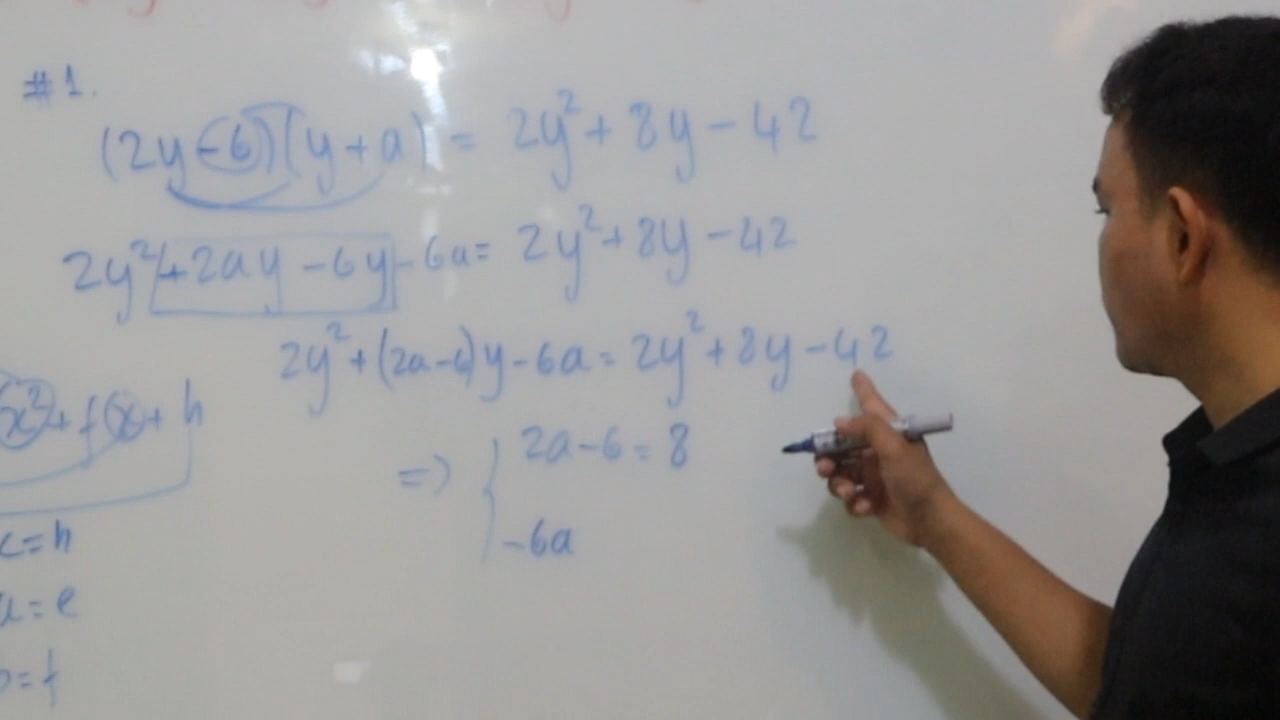 #1.
(2y-6)(y+a) = 2y²+8y-42
2y²+2ay-6y-6a= 2y²+8y-42
2y²+(2a-6)y-6a= 2y²+8y-42
x²+fx+h
=> { 2a-6=8
-6a
c=h
a=e
b=f